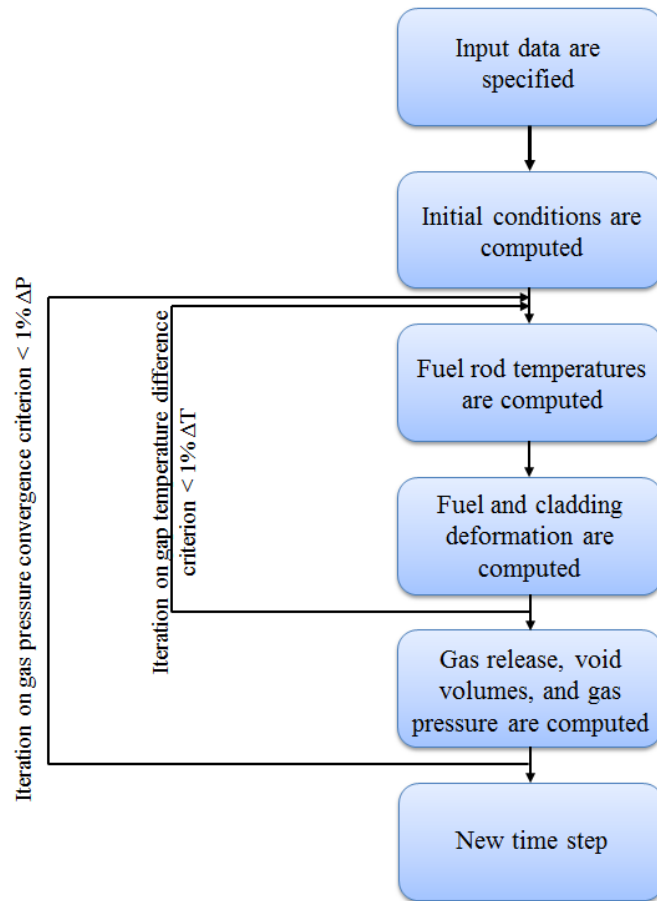 Input data are
specified
Initial conditions are
computed
Iteration on gas pressure convergence criterion < 1% ΔP
Iteration on gap temperature difference
criterion < 1% ΔT
Fuel rod temperatures
are computed
Fuel and cladding
deformation are
computed
Gas release, void
volumes, and gas
pressure are computed
New time step